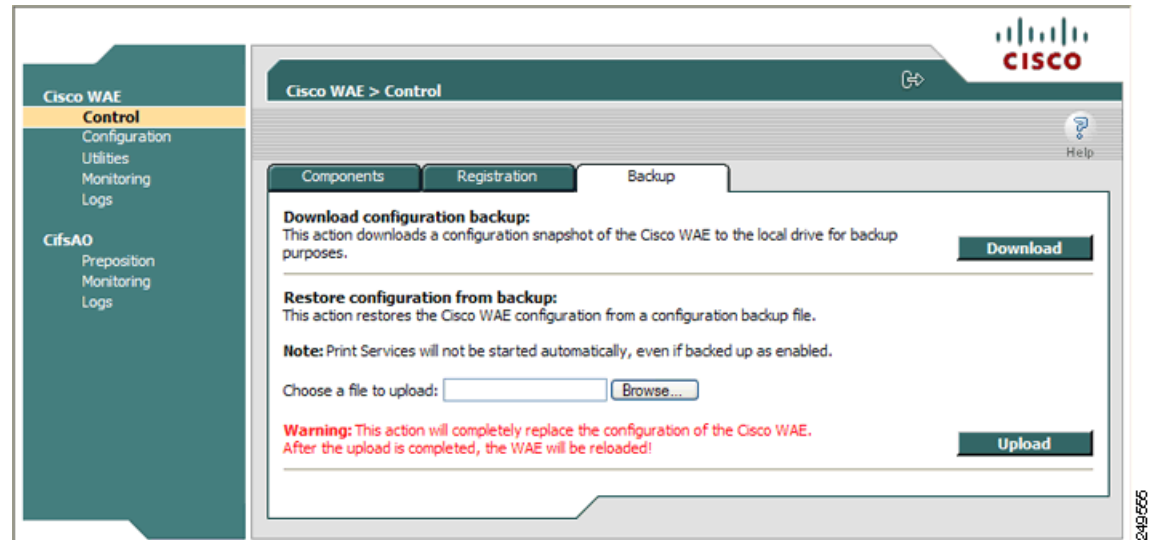 CISCO
Cisco WAE
Control
Configuration
Utilities
Monitoring
Logs
CifsAO
Preposition
Monitoring
Logs
Cisco WAE > Control
Help
Components
Registration
Backup
Download configuration backup:
This action downloads a configuration snapshot of the Cisco WAE to the local drive for backup
purposes.
Download
Restore configuration from backup:
This action restores the Cisco WAE configuration from a configuration backup file.
Note: Print Services will not be started automatically, even if backed up as enabled.
Choose a file to upload:
Browse...
Warning: This action will completely replace the configuration of the Cisco WAE.
After the upload is completed, the WAE will be reloaded!
Upload
249555